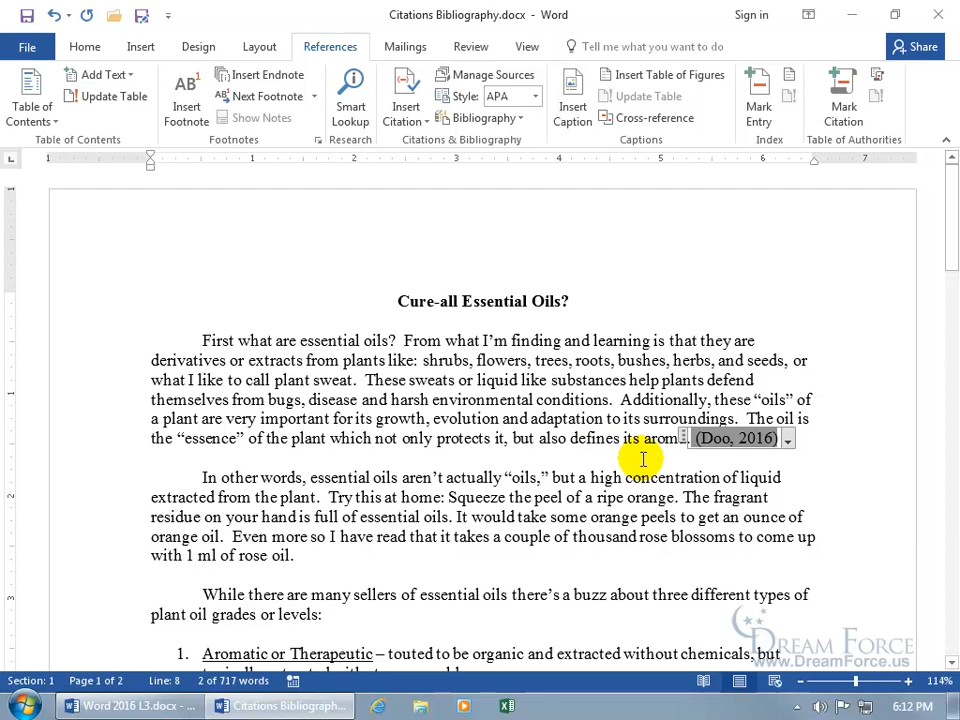 Citations Bibliography.docx - Word
Sign in
File
Home
Insert
Design
Layout
References
Mailings
Review
View
Tell me what you want to do
Share
Table of Contents
Add Text
Update Table
Table of Contents
AB1
Insert Footnote
Insert Endnote
Next Footnote
Show Notes
Footnotes
Smart Lookup
Research
Insert Citation
Manage Sources
Style: APA
Bibliography
Citations & Bibliography
Insert Caption
Insert Table of Figures
Update Table
Cross-reference
Captions
Mark Entry
Index
Mark Citation
Table of Authorities
1 1 2 3 4 5 6 7
Cure-all Essential Oils?
First what are essential oils? From what I'm finding and learning is that they are
derivatives or extracts from plants like: shrubs, flowers, trees, roots, bushes, herbs, and seeds, or
what I like to call plant sweat. These sweats or liquid like substances help plants defend
themselves from bugs, disease and harsh environmental conditions. Additionally, these “oils” of
a plant are very important for its growth, evolution and adaptation to its surroundings. The oil is
the “essence” of the plant which not only protects it, but also defines its arom.. (Doo, 2016)
In other words, essential oils aren't actually “oils,” but a high concentration of liquid
extracted from the plant. Try this at home: Squeeze the peel of a ripe orange. The fragrant
residue on your hand is full of essential oils. It would take some orange peels to get an ounce of
orange oil. Even more so I have read that it takes a couple of thousand rose blossoms to come up
with 1 ml of rose oil.
While there are many sellers of essential oils there's a buzz about three different types of
plant oil grades or levels:
1. Aromatic or Therapeutic – touted to be organic and extracted without chemicals, but
DREAM FORCE
www.DreamForce.us
Section: 1 Page 1 of 2 Line: 8 2 of 717 words
114%
Word 2016 L3.docx - ...
Citations Bibliograph...
6:12 PM